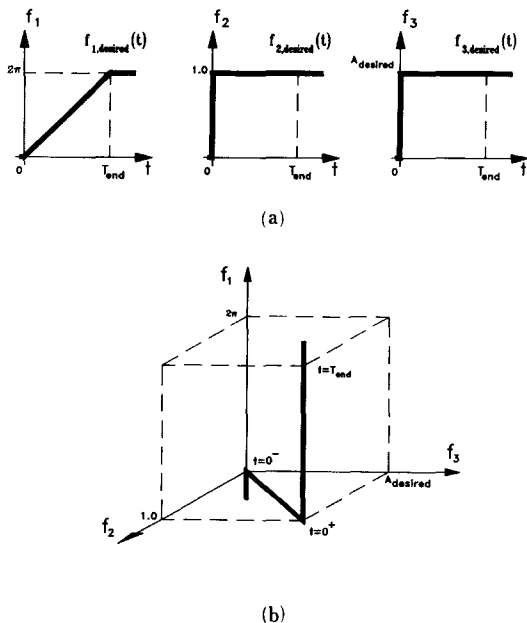 f1 f2 f3
f1,desired(t) f2,desired(t) f3,desired(t)
2π 1.0 Adesired
0 Tend t 0 Tend t 0 Tend t
(a)
f1
2π
t=Tend
t=0⁻ f3
Adesired
1.0
f2 t=0⁺
(b)